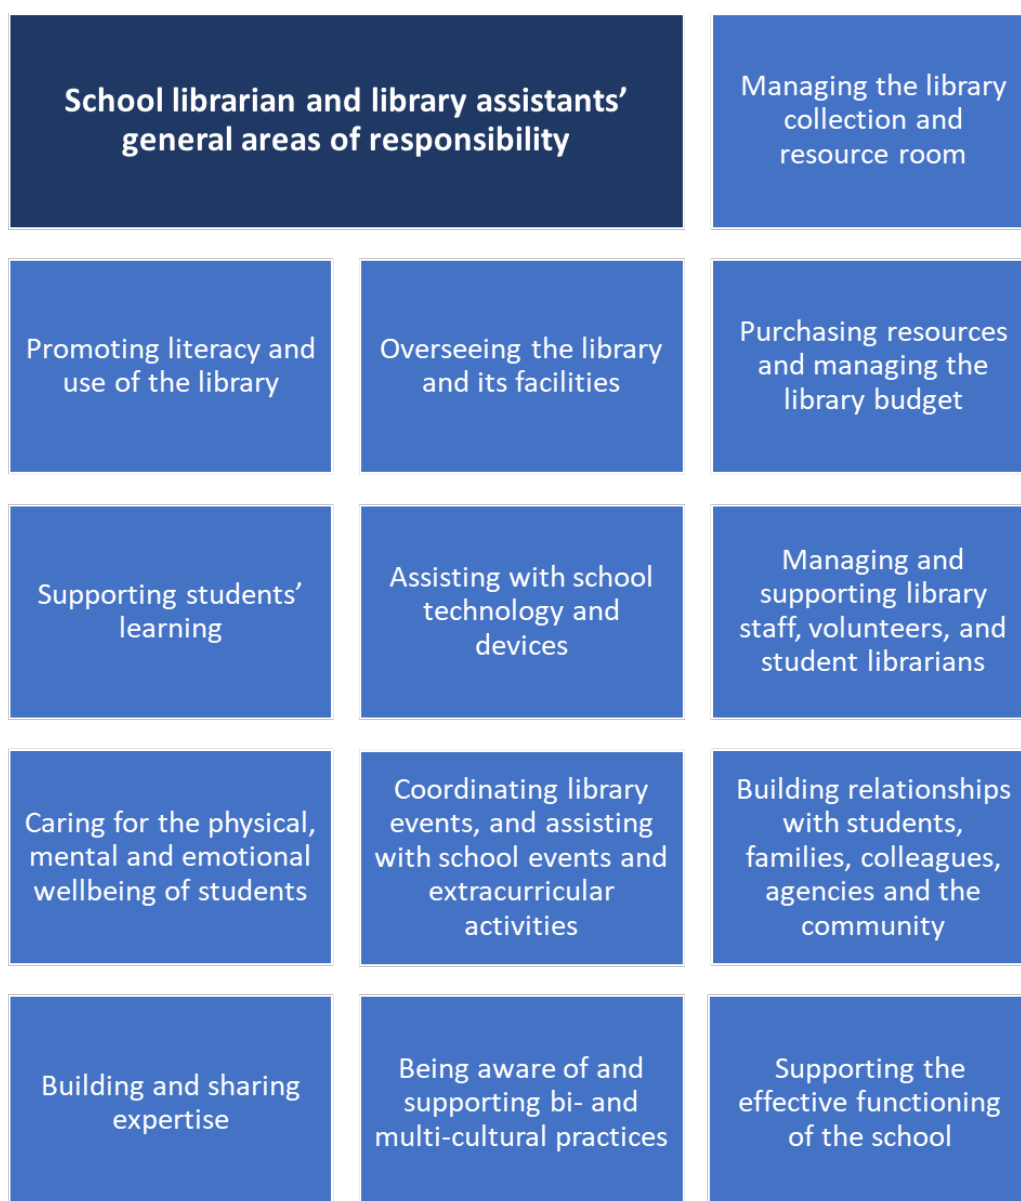 School librarian and library assistants’
general areas of responsibility
Managing the library
collection and
resource room
Promoting literacy and
use of the library
Overseeing the library
and its facilities
Purchasing resources
and managing the
library budget
Supporting students’
learning
Assisting with school
technology and
devices
Managing and
supporting library
staff, volunteers, and
student librarians
Caring for the physical,
mental and emotional
wellbeing of students
Coordinating library
events, and assisting
with school events and
extracurricular
activities
Building relationships
with students,
families, colleagues,
agencies and the
community
Building and sharing
expertise
Being aware of and
supporting bi- and
multi-cultural practices
Supporting the
effective functioning
of the school